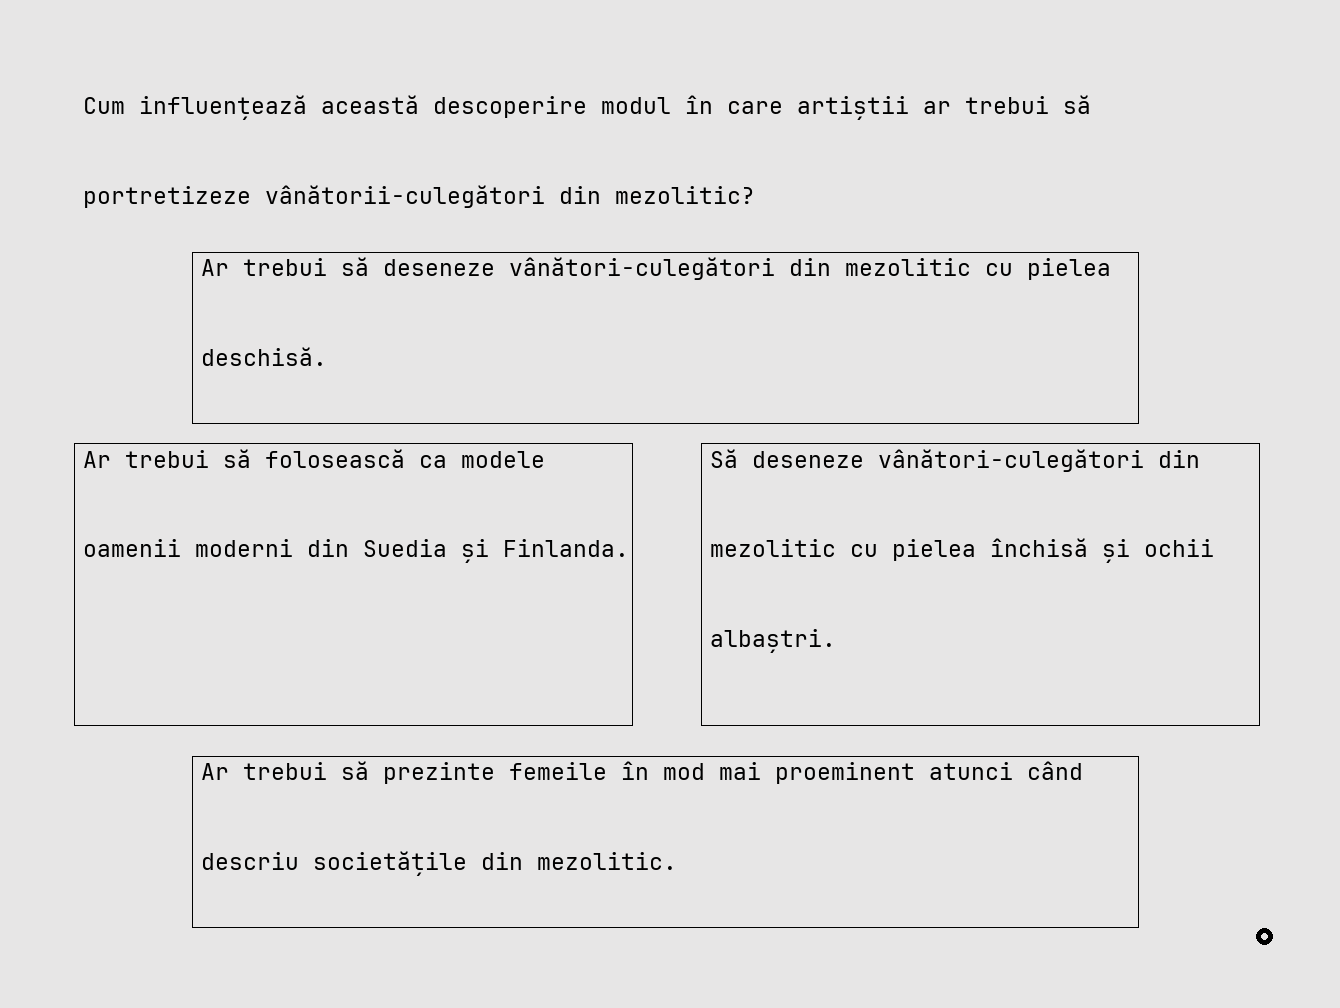 Cum influențează această descoperire modul în care artiștii ar trebui să
portretizeze vânătorii-culegători din mezolitic?
Ar trebui să deseneze vânători-culegători din mezolitic cu pielea
deschisă.
Ar trebui să folosească ca modele
oamenii moderni din Suedia și Finlanda.
Să deseneze vânători-culegători din
mezolitic cu pielea închisă și ochii
albaștri.
Ar trebui să prezinte femeile în mod mai proeminent atunci când
descriu societățile din mezolitic.